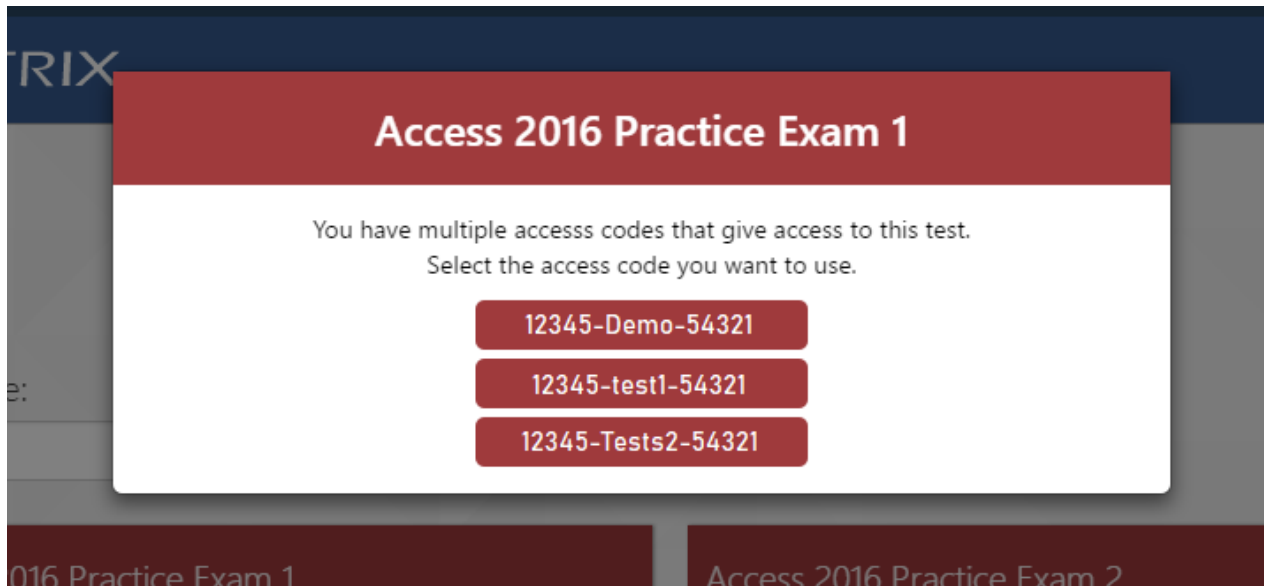 TRIX
Access 2016 Practice Exam 1
You have multiple accesss codes that give access to this test.
Select the access code you want to use.
12345-Demo-54321
12345-test1-54321
12345-Tests2-54321
e:
016 Practice Exam 1
Access 2016 Practice Exam 2